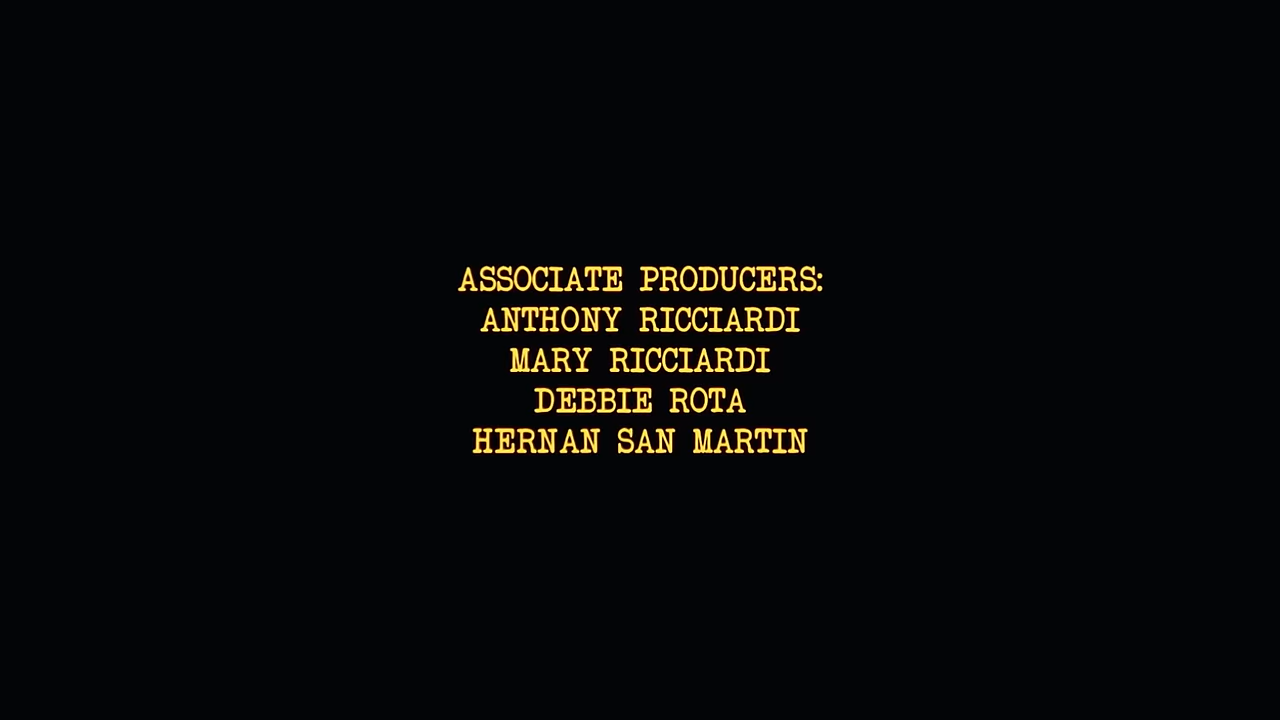 ASSOCIATE PRODUCERS:
ANTHONY RICCIARDI
MARY RICCIARDI
DEBBIE ROTA
HERNAN SAN MARTIN